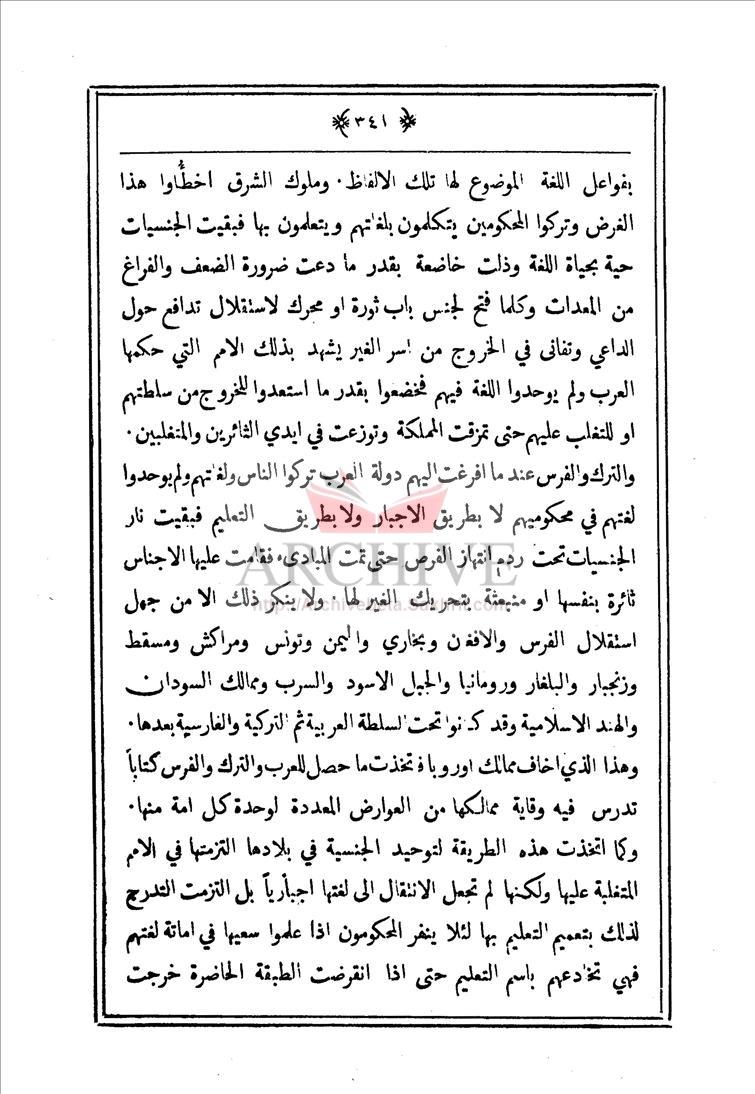 ﴿٣٤١﴾
بفواعل اللغة الموضوع لها تلك الالفاظ . وملوك الشرق اخطأوا هذا
الغرض وتركوا المحكومين يتكلمون بلغاتهم ويتعلمون بها فبقيت الجنسيات
حية بحياة اللغة وذلت خاضعة بقدر ما دعت ضرورة الضعف والفراغ
من المعدات وكلما فتح لجنس باب ثورة او محرك لاستقلال تدافع حول
الداعي وتفانى في الخروج من اسر الغير يشهد بذلك الامم التي حكمها
العرب ولم يوحدوا اللغة فيهم فخضعوا بقدر ما استعدوا للخروج من سلطتهم
او للتغلب عليهم حتى تمزقت المملكة وتوزعت في ايدي الثائرين والمتغلبين .
والترك والفرس عند ما افرغت اليهم دولة العرب تركوا الناس ولغاتهم ولم يوحدوا
لغتهم في محكوميهم لا بطريق الاجبار ولا بطريق التعليم فبقيت نار
الجنسيات تحت ردم انتهاز الفرص حتى تمت المبادىء فقامت عليها الاجناس
ثائرة بنفسها او منبعثة بتحريك الغير لها . ولا ينكر ذلك الا من جهل
استقلال الفرس والافغان وبخاري واليمن وتونس ومراكش ومسقط
وزنجبار والبلغار ورومانيا والجبل الاسود والسرب وممالك السودان
والهند الاسلامية وقد كانوا تحت السلطة العربية ثم التركية والفارسية بعدها .
وهذا الذي اخاف ممالك اوروبا فاتخذت ما حصل للعرب والترك والفرس كتاباً
تدرس فيه وقاية ممالكها من العوارض المعددة لوحدة كل امة منها .
وكما اتخذت هذه الطريقة لتوحيد الجنسية في بلادها التزمتها في الامم
المتغلبة عليها ولكنها لم تجعل الانتقال الى لغتها اجبارياً بل التزمت التدرج
لذلك بتعميم التعليم بها لئلا ينفر المحكومون اذا علموا سعيها في اماتة لغتهم
فهي تخادعهم باسم التعليم حتى اذا انقرضت الطبقة الحاضرة خرجت
ARCHIVE